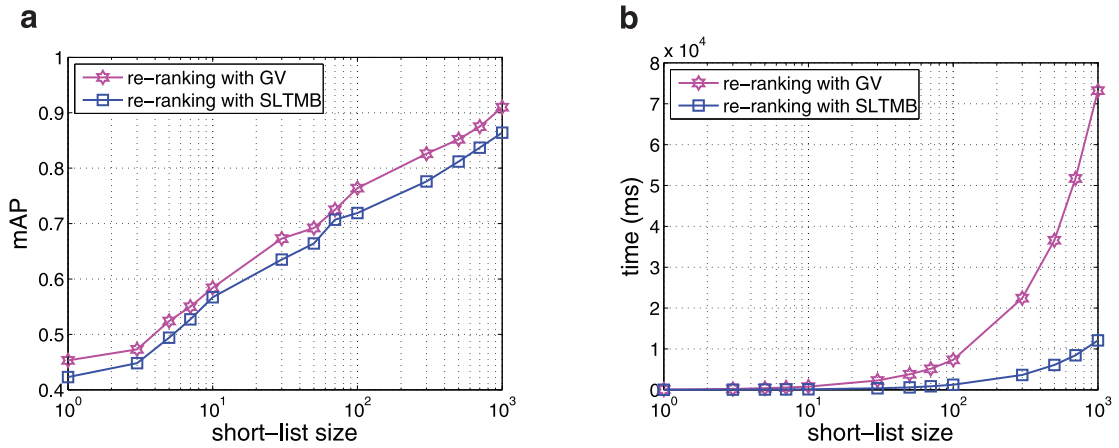 a
re−ranking with GV
re−ranking with SLTMB
1
0.9
0.8
0.7
0.6
0.5
0.4
mAP
10^0 10^1 10^2 10^3
short−list size
b
x 10^4
re−ranking with GV
re−ranking with SLTMB
8
7
6
5
4
3
2
1
0
time (ms)
10^0 10^1 10^2 10^3
short−list size